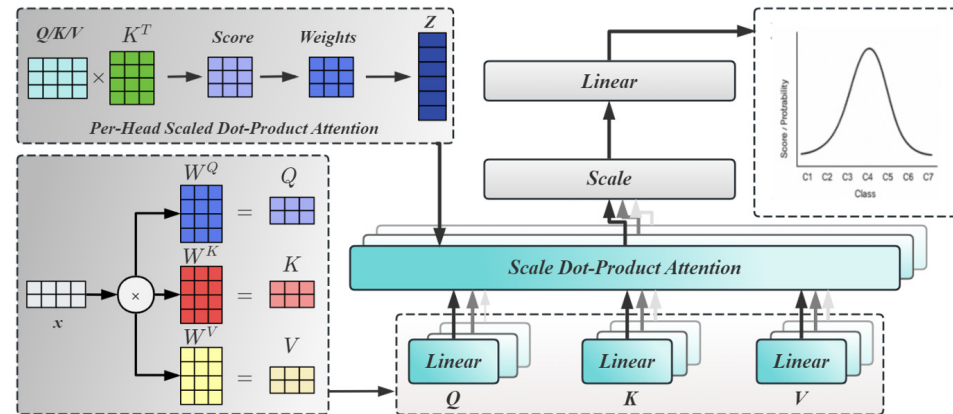 Q/K/V
K^T
Score
Weights
Z
×
Per-Head Scaled Dot-Product Attention
W^Q
Q
=
W^K
K
=
x
×
W^V
V
=
Linear
Scale
Scale Dot-Product Attention
Linear
Linear
Linear
Q
K
V
Score / Protrability
C1 C2 C3 C4 C5 C6 C7
Class